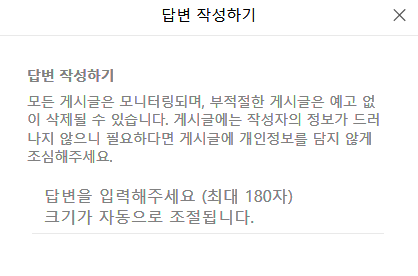 답변 작성하기
답변 작성하기
모든 게시글은 모니터링되며, 부적절한 게시글은 예고 없
이 삭제될 수 있습니다. 게시글에는 작성자의 정보가 드러
나지 않으니 필요하다면 게시글에 개인정보를 담지 않게
조심해주세요.
답변을 입력해주세요 (최대 180자)
크기가 자동으로 조절됩니다.